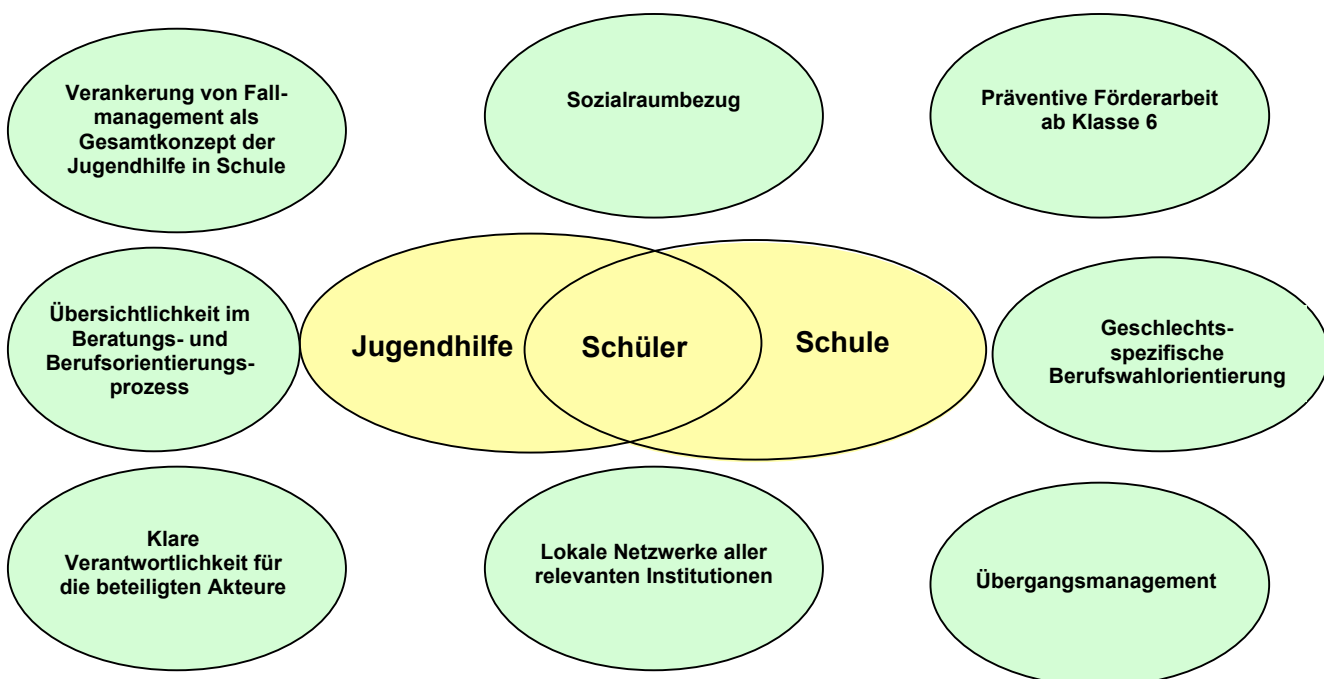 Verankerung von Fall-
management als
Gesamtkonzept der
Jugendhilfe in Schule
Sozialraumbezug
Präventive Förderarbeit
ab Klasse 6
Übersichtlichkeit im
Beratungs- und
Berufsorientierungs-
prozess
Jugendhilfe
Schüler
Schule
Geschlechts-
spezifische
Berufswahlorientierung
Klare
Verantwortlichkeit für
die beteiligten Akteure
Lokale Netzwerke aller
relevanten Institutionen
Übergangsmanagement